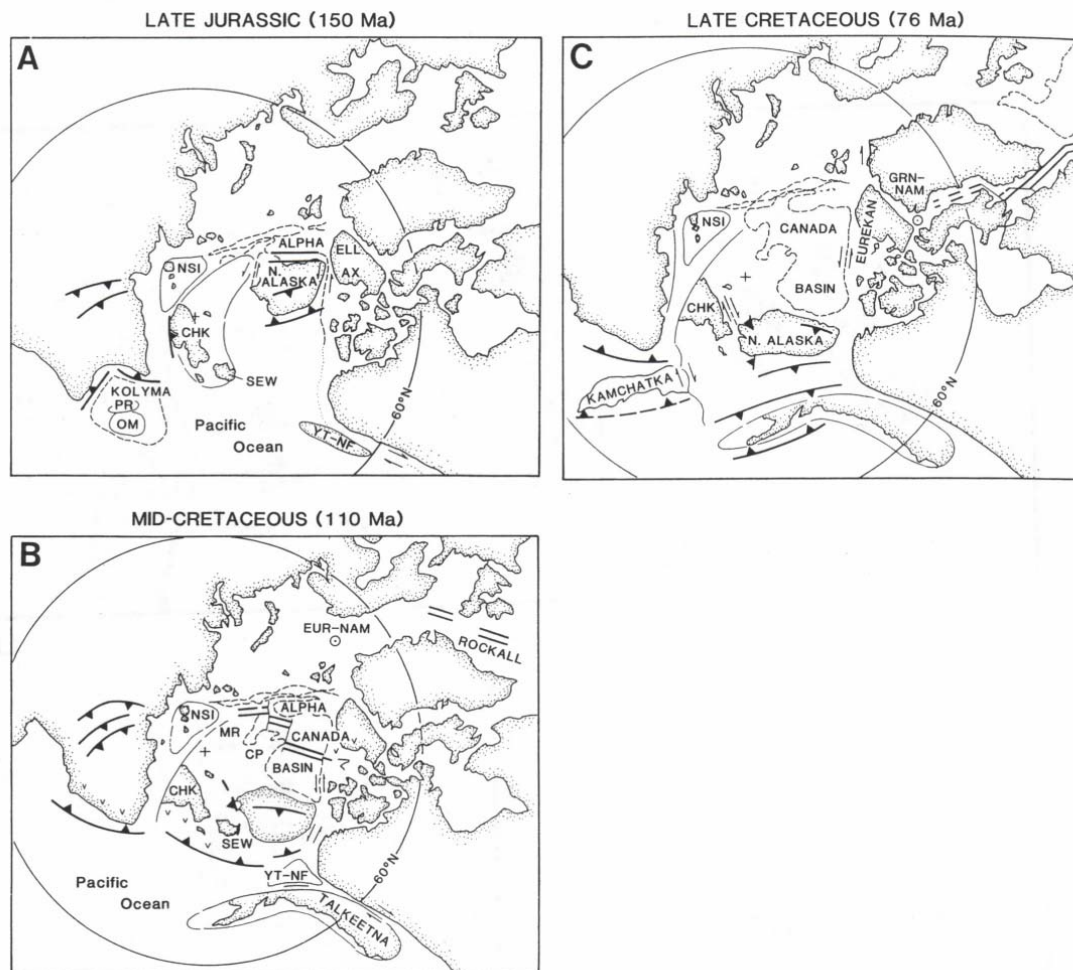 LATE JURASSIC (150 Ma)
A
ALPHA
ELL
NSI
N.
ALASKA
AX
CHK
SEW
KOLYMA
PR
OM
Pacific
Ocean
YT-NF
60°N
LATE CRETACEOUS (76 Ma)
C
GRN-
NAM
NSI
CANADA
EUREKAN
BASIN
CHK
N. ALASKA
KAMCHATKA
60°N
MID-CRETACEOUS (110 Ma)
B
EUR-NAM
ROCKALL
NSI
ALPHA
MR
CANADA
CP
BASIN
CHK
SEW
YT-NF
60°N
Pacific
Ocean
TALKEETNA